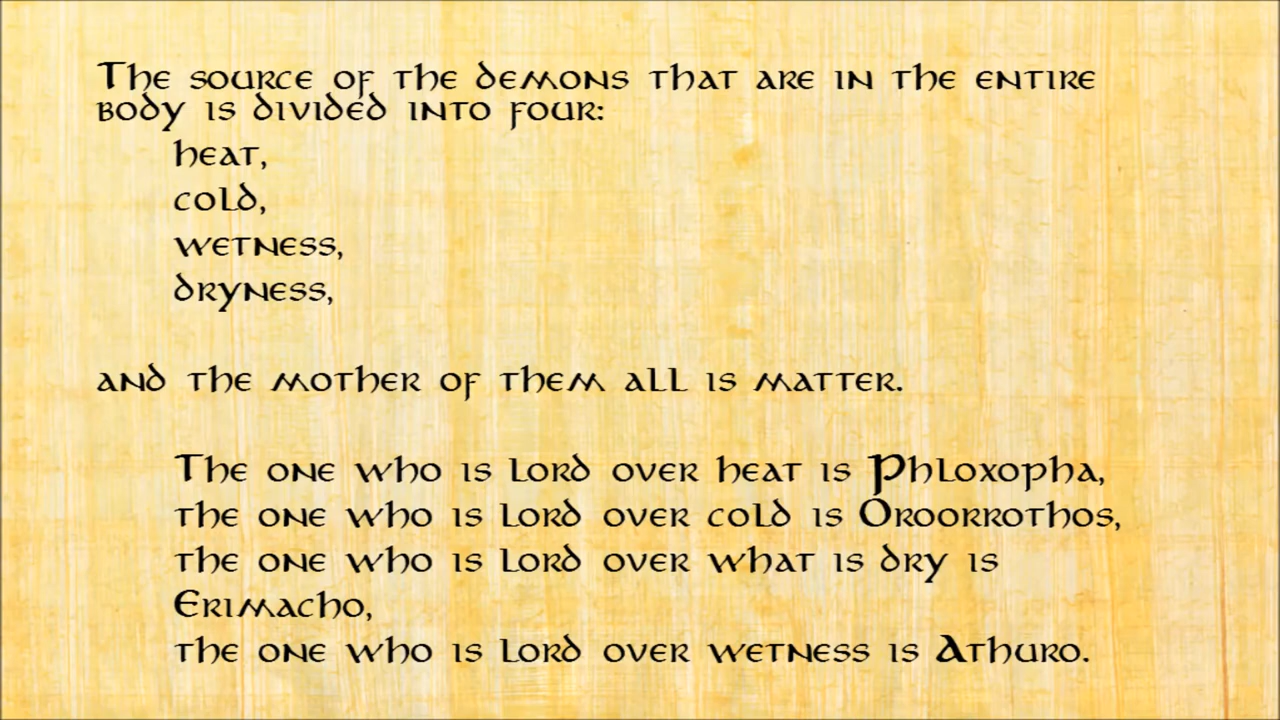 The source of the demons that are in the entire
body is divided into four:
heat,
cold,
wetness,
dryness,
and the mother of them all is matter.
The one who is lord over heat is Phloxopha,
the one who is lord over cold is Oroorrothos,
the one who is lord over what is dry is
Erimacho,
the one who is lord over wetness is Athuro.